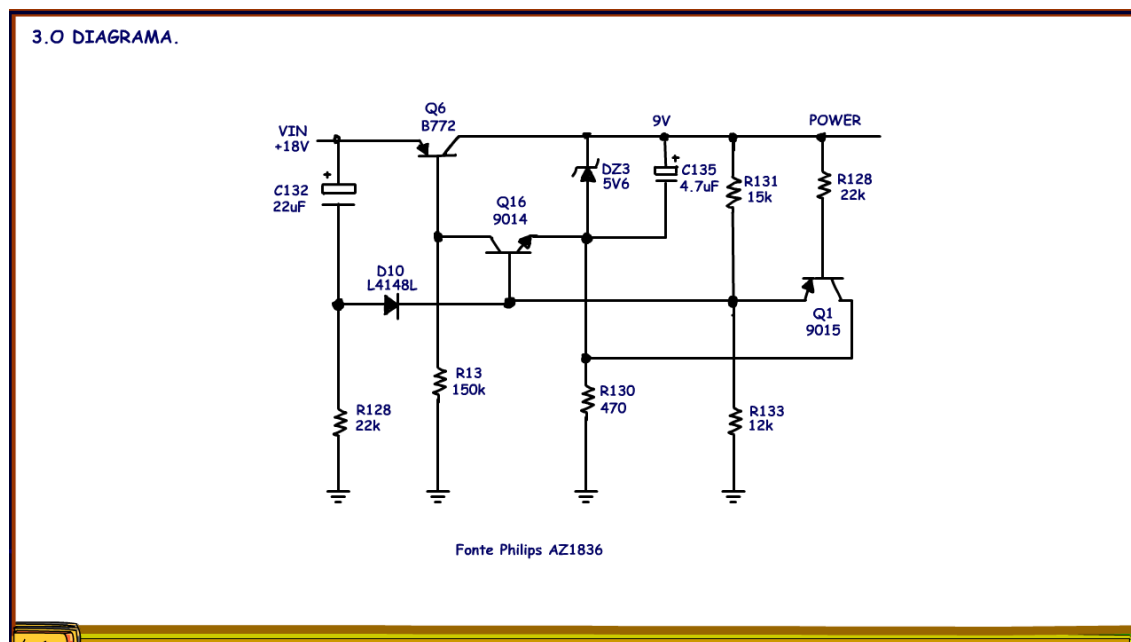 3.O DIAGRAMA.
Q6
B772
VIN
+18V
9V
POWER
+
C132
22uF
DZ3
5V6
+
C135
4.7uF
R131
15k
R128
22k
Q16
9014
D10
L4148L
Q1
9015
R13
150k
R130
470
R128
22k
R133
12k
Fonte Philips AZ1836